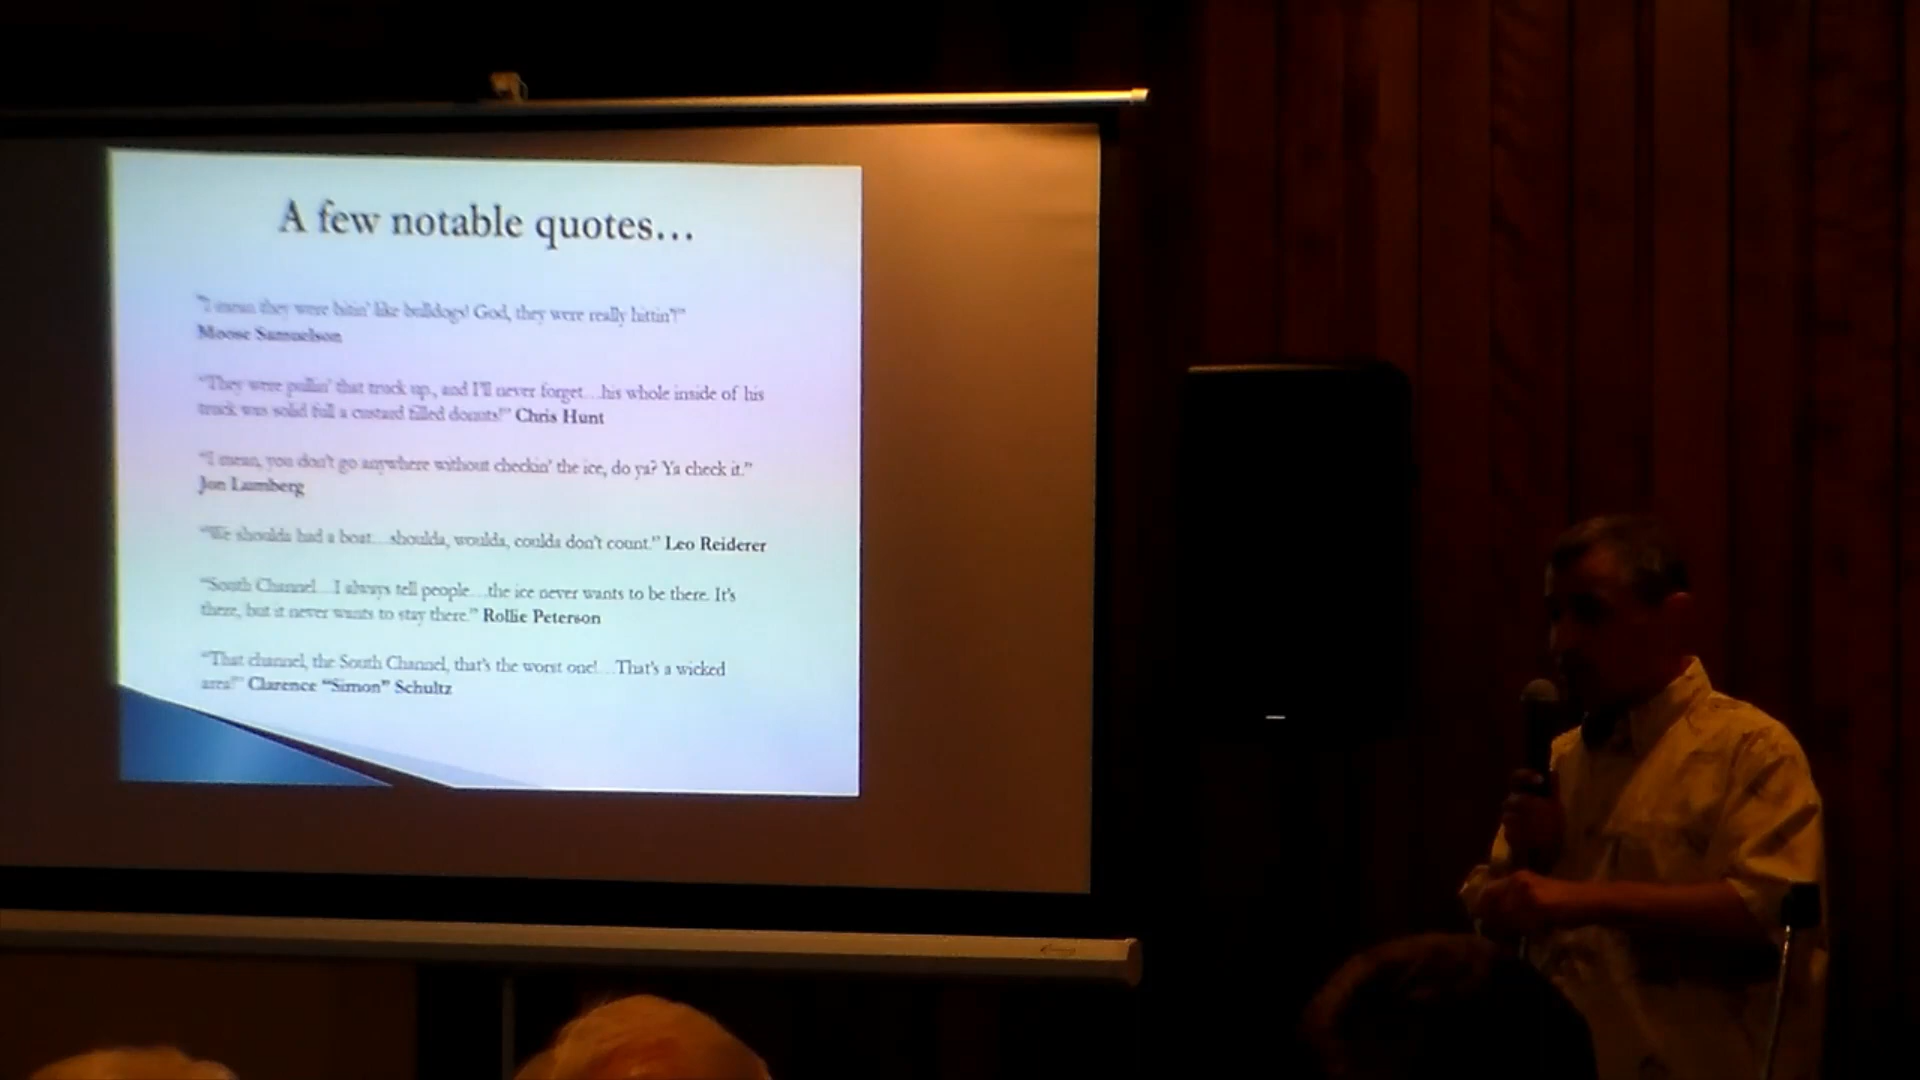 A few notable quotes...
"I mean they were bitin' like bulldogs! God, they were really hittin'!"
Moose Samuelson
"They were pullin' that truck up., and I'll never forget...his whole inside of his
truck was solid full a custard filled donuts!" Chris Hunt
"I mean, you don't go anywhere without checkin' the ice, do ya? Ya check it."
Jon Lumberg
"We shoulda had a boat...shoulda, woulda, coulda don't count." Leo Reiderer
"South Channel...I always tell people...the ice never wants to be there. It's
there, but it never wants to stay there." Rollie Peterson
"That channel, the South Channel, that's the worst one!...That's a wicked
area!" Clarence "Simon" Schultz